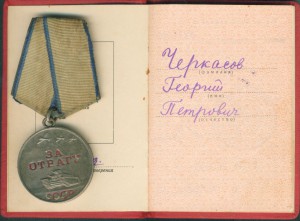 ЗА
ОТВАГУ
СССР
Черкасов
(ФАМИЛИЯ)
Георгий
(ИМЯ)
Петрович
(ОТЧЕСТВО)